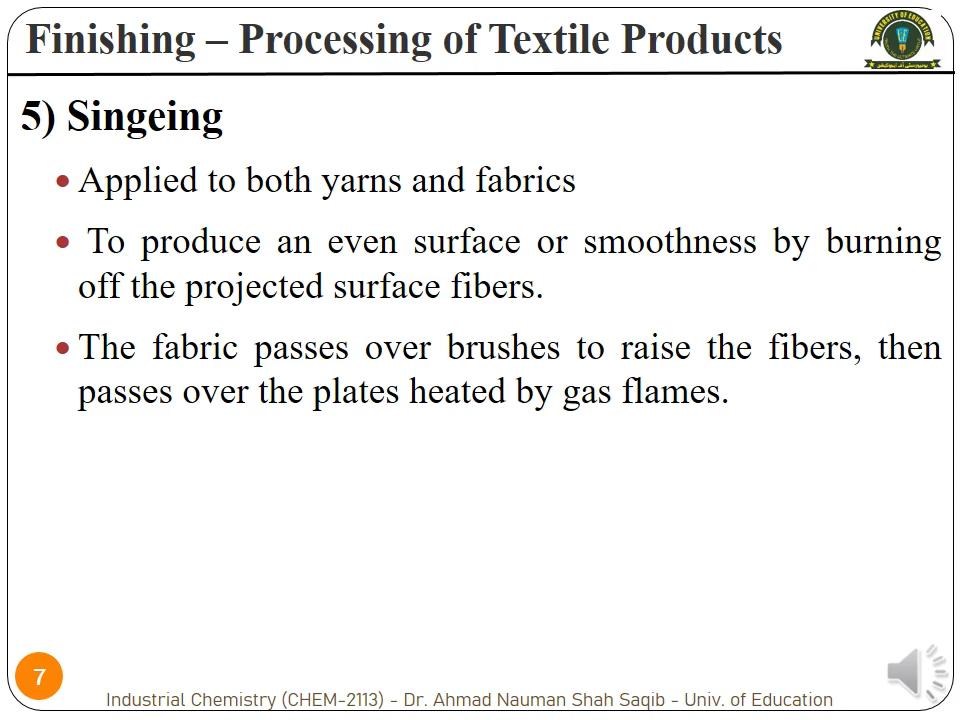 Finishing – Processing of Textile Products
UNIVERSITY OF EDUCATION
5) Singeing
• Applied to both yarns and fabrics
• To produce an even surface or smoothness by burning
off the projected surface fibers.
• The fabric passes over brushes to raise the fibers, then
passes over the plates heated by gas flames.
7
Industrial Chemistry (CHEM-2113) - Dr. Ahmad Nauman Shah Saqib - Univ. of Education